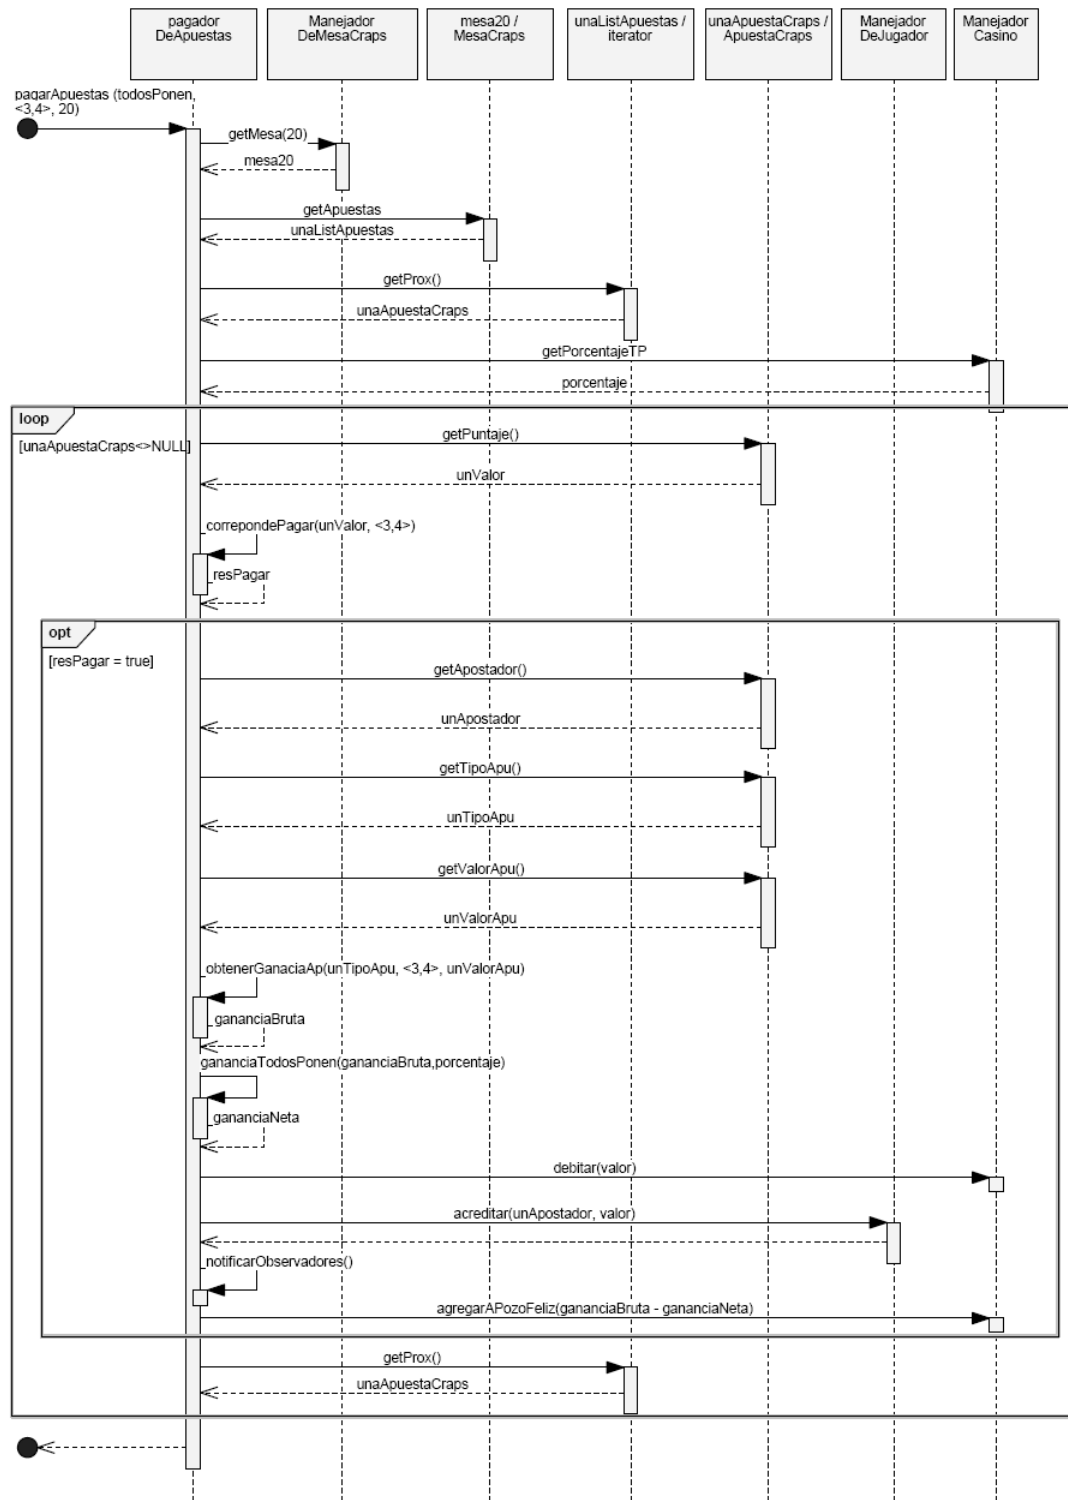 pagador
DeApuestas
Manejador
DeMesaCraps
mesa20 /
MesaCraps
unaListApuestas /
iterator
unaApuestaCraps /
ApuestaCraps
Manejador
DeJugador
Manejador
Casino
pagarApuestas (todosPonen,
<3,4>, 20)
getMesa(20)
mesa20
getApuestas
unaListApuestas
getProx()
unaApuestaCraps
getPorcentajeTP
porcentaje
loop
[unaApuestaCraps<>NULL]
getPuntaje()
unValor
correpondePagar(unValor, <3,4>)
resPagar
opt
[resPagar = true]
getApostador()
unApostador
getTipoApu()
unTipoApu
getValorApu()
unValorApu
obtenerGanaciaAp(unTipoApu, <3,4>, unValorApu)
gananciaBruta
gananciaTodosPonen(gananciaBruta,porcentaje)
gananciaNeta
debitar(valor)
acreditar(unApostador, valor)
notificarObservadores()
agregarAPozoFeliz(gananciaBruta - gananciaNeta)
getProx()
unaApuestaCraps